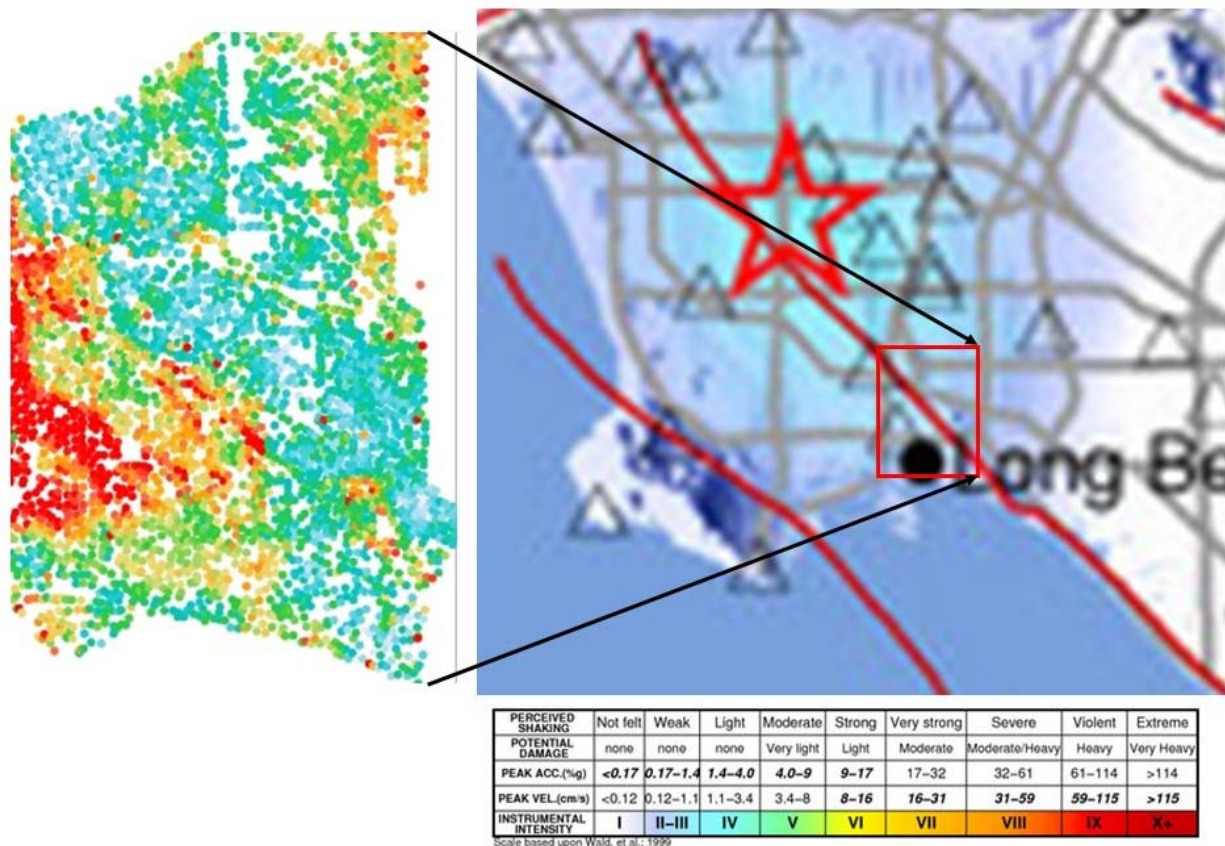 Long Be
PERCEIVED SHAKING Not felt Weak Light Moderate Strong Very strong Severe Violent Extreme
POTENTIAL DAMAGE none none none Very light Light Moderate Moderate/Heavy Heavy Very Heavy
PEAK ACC.(%g) <0.17 0.17-1.4 1.4-4.0 4.0-9 9-17 17-32 32-61 61-114 >114
PEAK VEL.(cm/s) <0.12 0.12-1.1 1.1-3.4 3.4-8 8-16 16-31 31-59 59-115 >115
INSTRUMENTAL INTENSITY I II-III IV V VI VII VIII IX X+
Scale based upon Wald, et al.; 1999